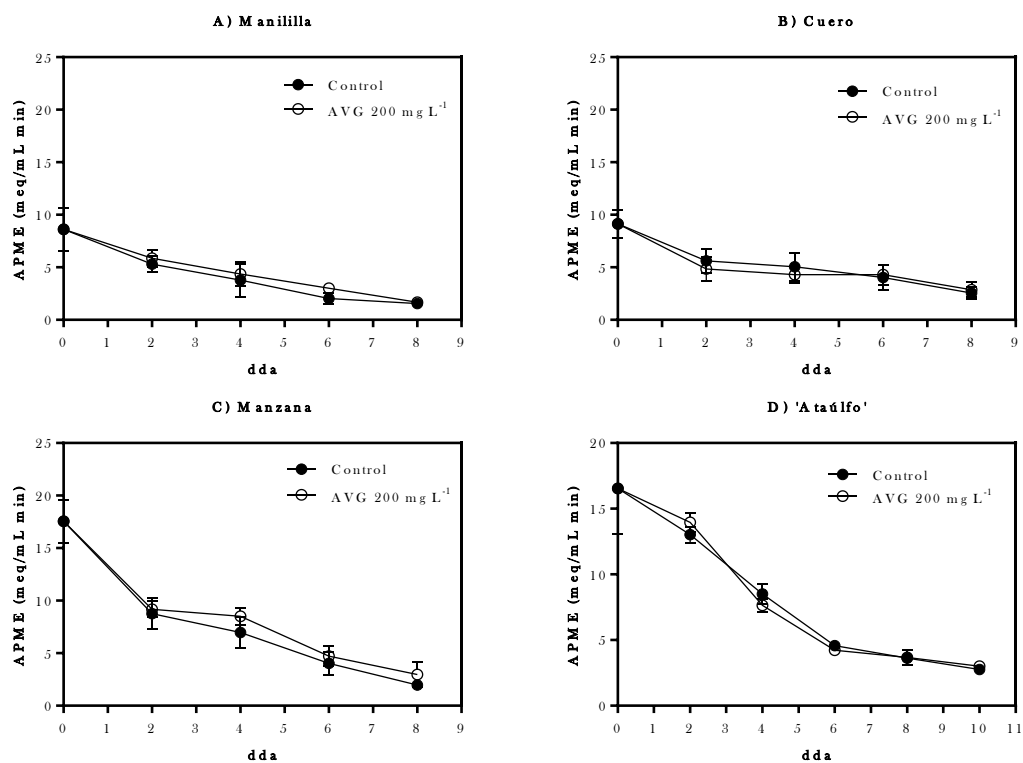 A) Manililla
25
20
15
10
5
0
APME (meq/mL min)
Control
AVG 200 mg L-1
0 1 2 3 4 5 6 7 8 9
dda
B) Cuero
25
20
15
10
5
0
APME (meq/mL min)
Control
AVG 200 mg L-1
0 1 2 3 4 5 6 7 8 9
dda
C) Manzana
25
20
15
10
5
0
APME (meq/mL min)
Control
AVG 200 mg L-1
0 1 2 3 4 5 6 7 8 9
dda
D) 'Ataúlfo'
20
15
10
5
0
APME (meq/mL min)
Control
AVG 200 mg L-1
0 1 2 3 4 5 6 7 8 9 10 11
dda